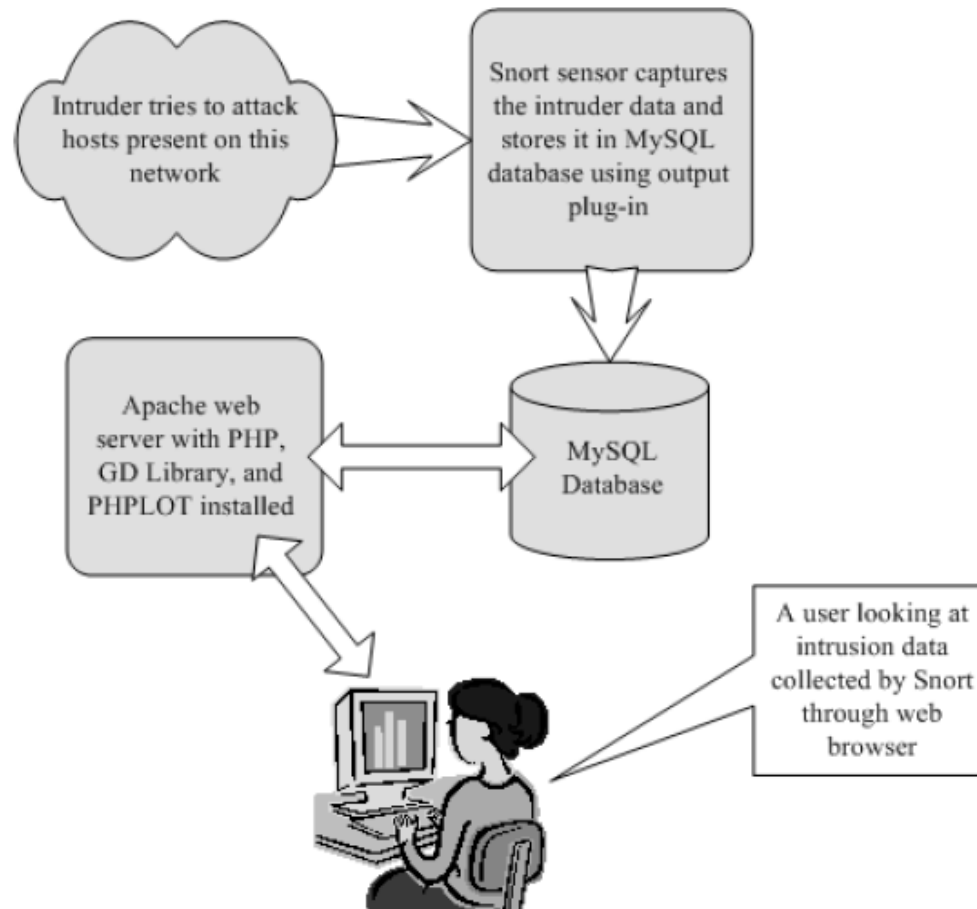 Intruder tries to attack
hosts present on this
network
Snort sensor captures
the intruder data and
stores it in MySQL
database using output
plug-in
Apache web
server with PHP,
GD Library, and
PHPLOT installed
MySQL
Database
A user looking at
intrusion data
collected by Snort
through web
browser